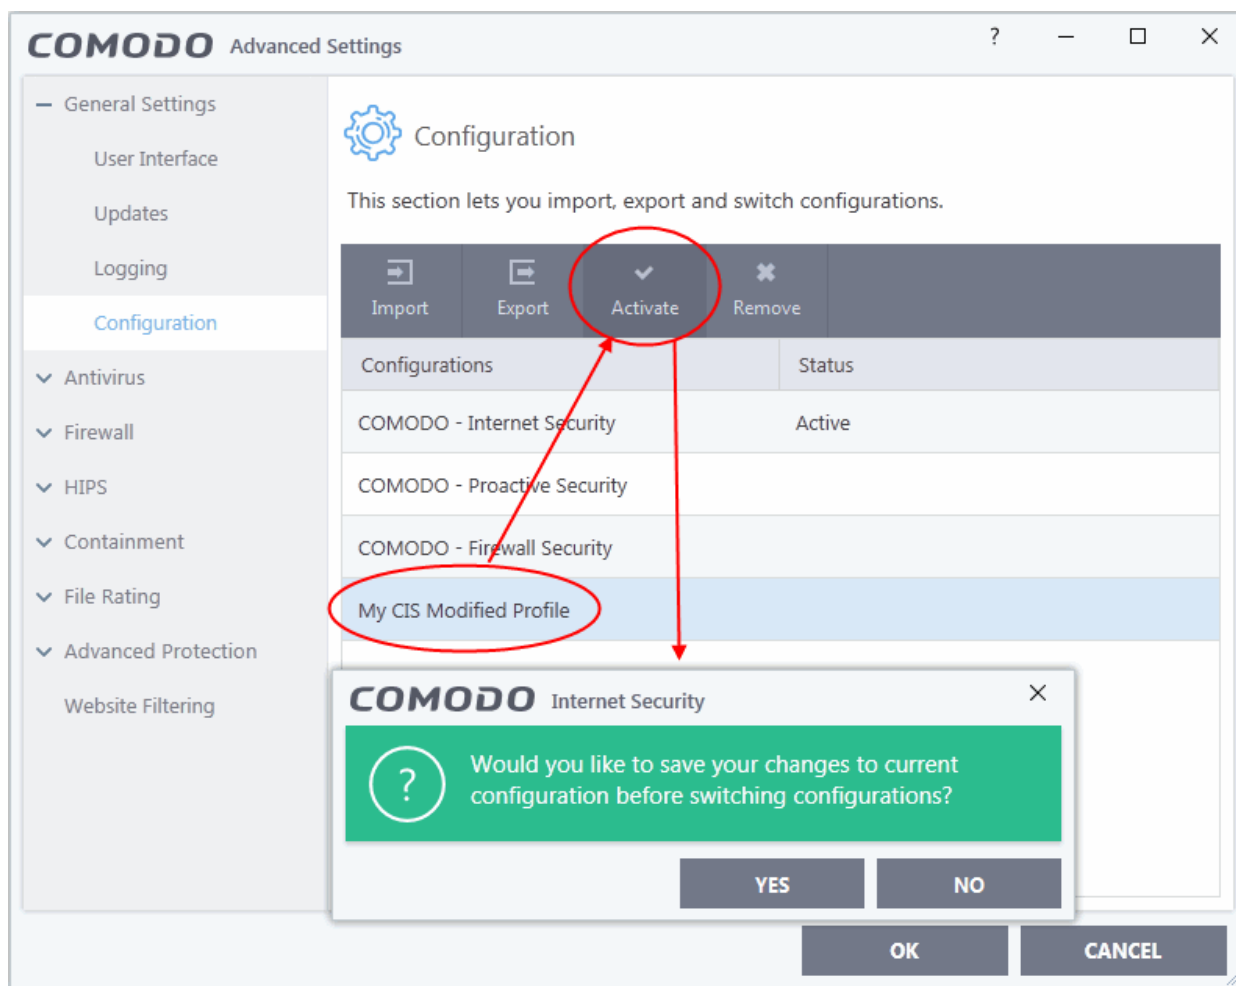 COMODO Advanced Settings ?
General Settings
User Interface
Updates
Logging
Configuration
Antivirus
Firewall
HIPS
Containment
File Rating
Advanced Protection
Website Filtering
Configuration
This section lets you import, export and switch configurations.
Import Export Activate Remove
Configurations Status
COMODO - Internet Security Active
COMODO - Proactive Security
COMODO - Firewall Security
My CIS Modified Profile
COMODO Internet Security
?
Would you like to save your changes to current
configuration before switching configurations?
YES NO
OK CANCEL